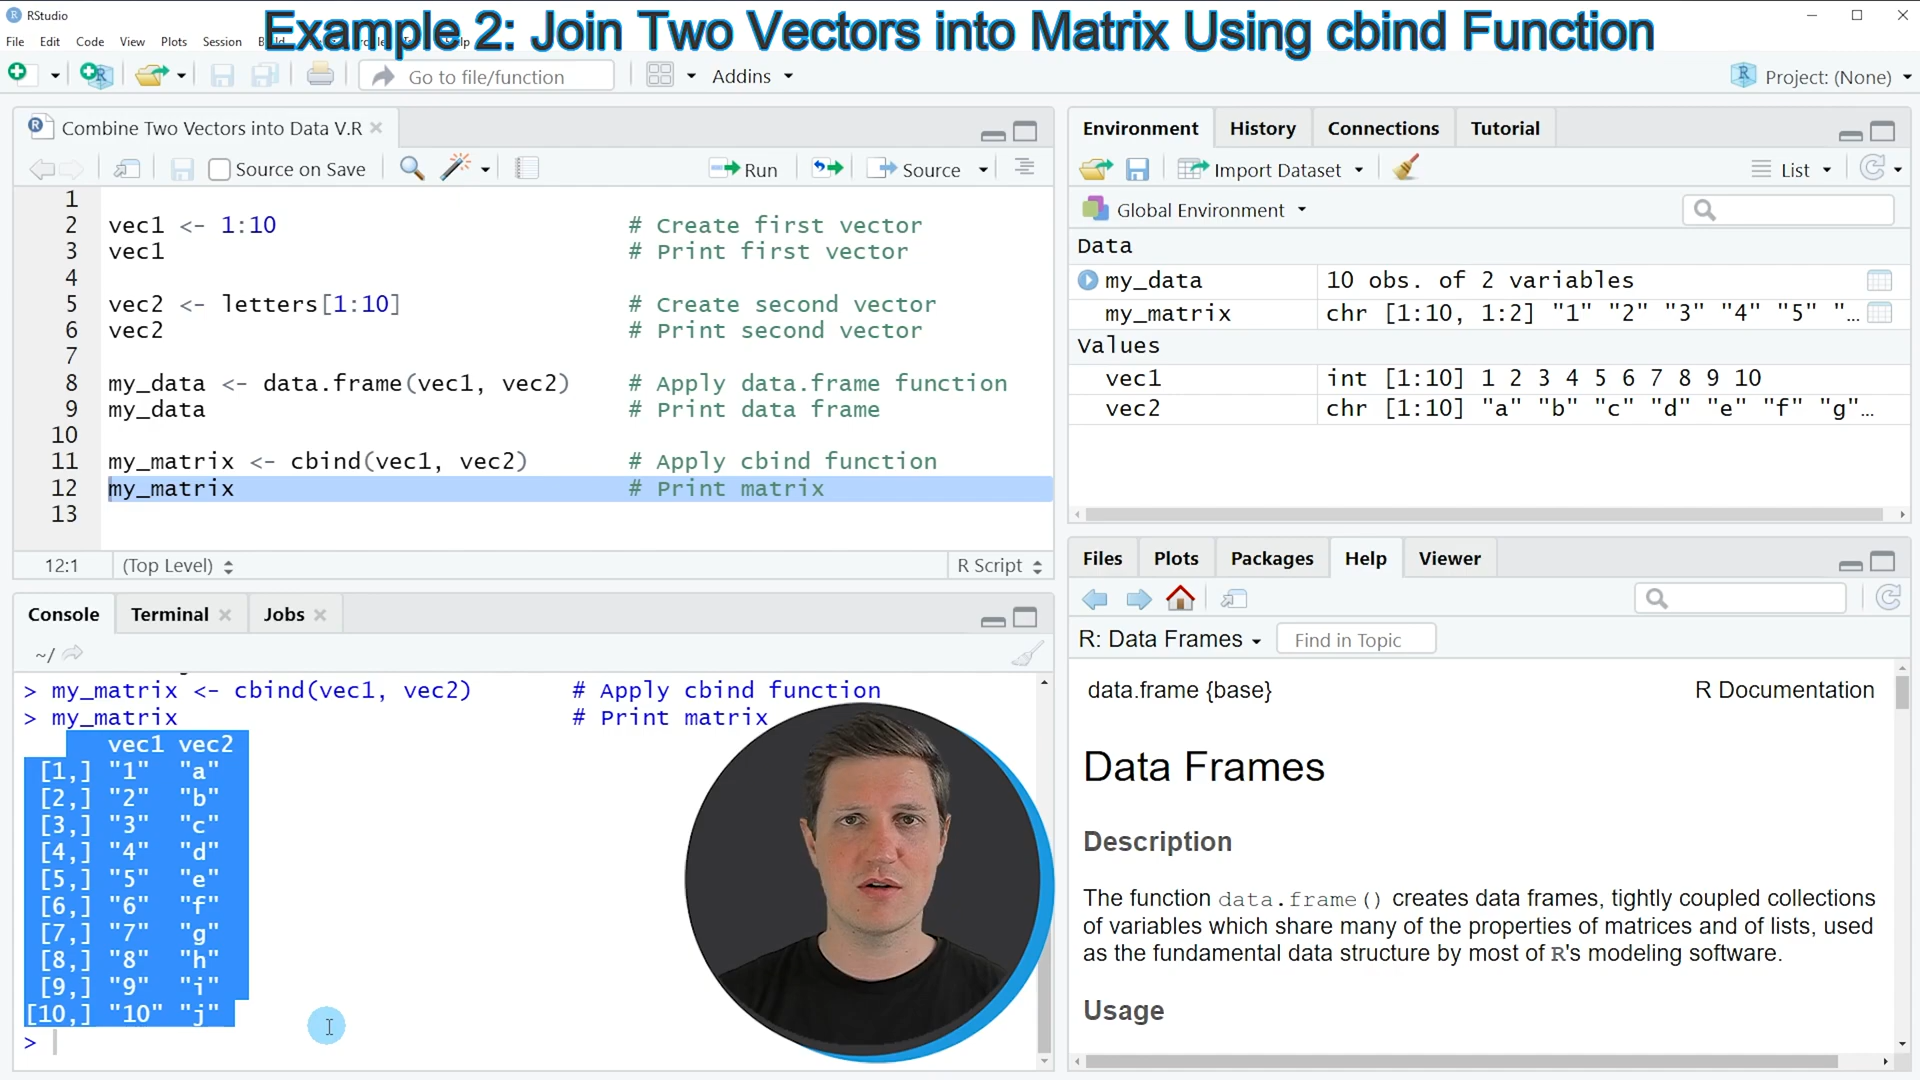 RStudio
Example 2: Join Two Vectors into Matrix Using cbind Function
File Edit Code View Plots Session
Go to file/function
Addins
Project: (None)
Combine Two Vectors into Data V.R
Source on Save
Run
Source
1
2 vec1 <- 1:10 # Create first vector
3 vec1 # Print first vector
4
5 vec2 <- letters[1:10] # Create second vector
6 vec2 # Print second vector
7
8 my_data <- data.frame(vec1, vec2) # Apply data.frame function
9 my_data # Print data frame
10
11 my_matrix <- cbind(vec1, vec2) # Apply cbind function
12 my_matrix # Print matrix
13
12:1 (Top Level) R Script
Console Terminal Jobs
~/
> my_matrix <- cbind(vec1, vec2) # Apply cbind function
> my_matrix # Print matrix
vec1 vec2
[1,] "1" "a"
[2,] "2" "b"
[3,] "3" "c"
[4,] "4" "d"
[5,] "5" "e"
[6,] "6" "f"
[7,] "7" "g"
[8,] "8" "h"
[9,] "9" "i"
[10,] "10" "j"
>
Environment History Connections Tutorial
Import Dataset
List
Global Environment
Data
my_data 10 obs. of 2 variables
my_matrix chr [1:10, 1:2] "1" "2" "3" "4" "5" "…
Values
vec1 int [1:10] 1 2 3 4 5 6 7 8 9 10
vec2 chr [1:10] "a" "b" "c" "d" "e" "f" "g"…
Files Plots Packages Help Viewer
R: Data Frames
Find in Topic
data.frame {base} R Documentation
Data Frames
Description
The function data.frame() creates data frames, tightly coupled collections
of variables which share many of the properties of matrices and of lists, used
as the fundamental data structure by most of R's modeling software.
Usage